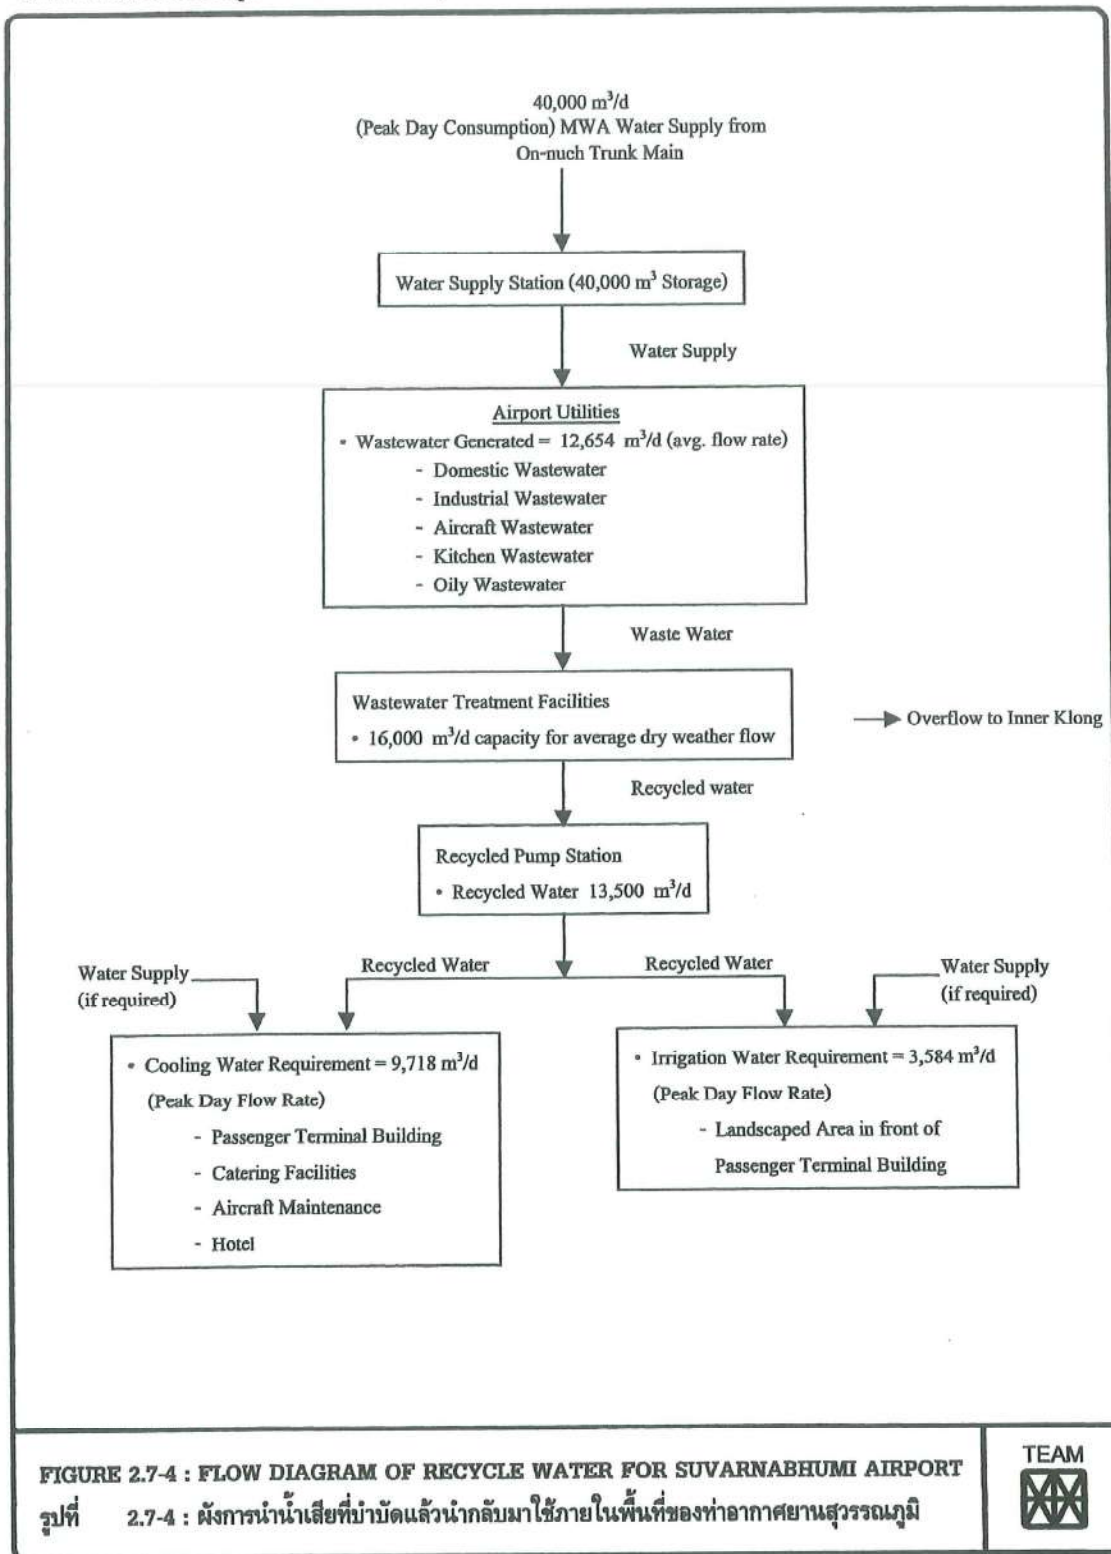 40,000 m³/d
(Peak Day Consumption) MWA Water Supply from
On-nuch Trunk Main
Water Supply Station (40,000 m³ Storage)
Water Supply
Airport Utilities
• Wastewater Generated = 12,654 m³/d (avg. flow rate)
- Domestic Wastewater
- Industrial Wastewater
- Aircraft Wastewater
- Kitchen Wastewater
- Oily Wastewater
Waste Water
Wastewater Treatment Facilities
• 16,000 m³/d capacity for average dry weather flow
Overflow to Inner Klong
Recycled water
Recycled Pump Station
• Recycled Water 13,500 m³/d
Water Supply
(if required)
Recycled Water
Recycled Water
Water Supply
(if required)
• Cooling Water Requirement = 9,718 m³/d
(Peak Day Flow Rate)
- Passenger Terminal Building
- Catering Facilities
- Aircraft Maintenance
- Hotel
• Irrigation Water Requirement = 3,584 m³/d
(Peak Day Flow Rate)
- Landscaped Area in front of
Passenger Terminal Building
FIGURE 2.7-4 : FLOW DIAGRAM OF RECYCLE WATER FOR SUVARNABHUMI AIRPORT
รูปที่ 2.7-4 : ผังการนำน้ำเสียที่บำบัดแล้วนำกลับมาใช้ภายในพื้นที่ของท่าอากาศยานสุวรรณภูมิ
TEAM